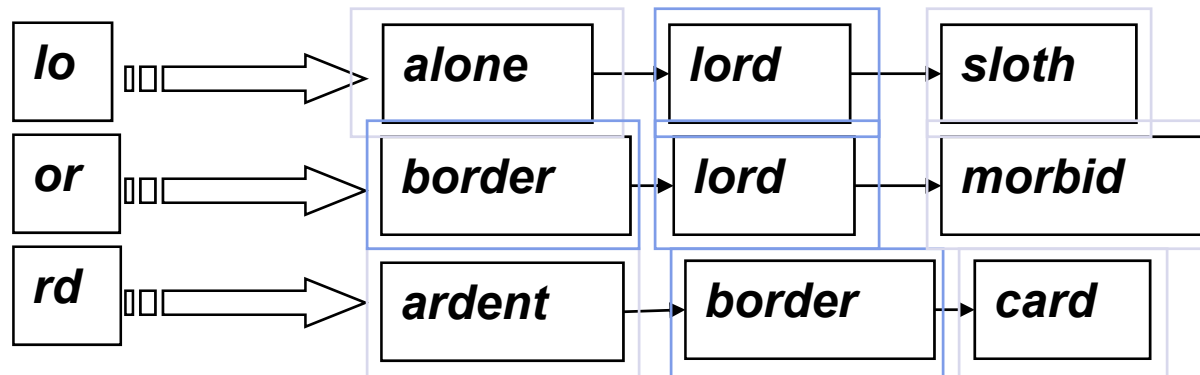 lo alone lord sloth
or border lord morbid
rd ardent border card